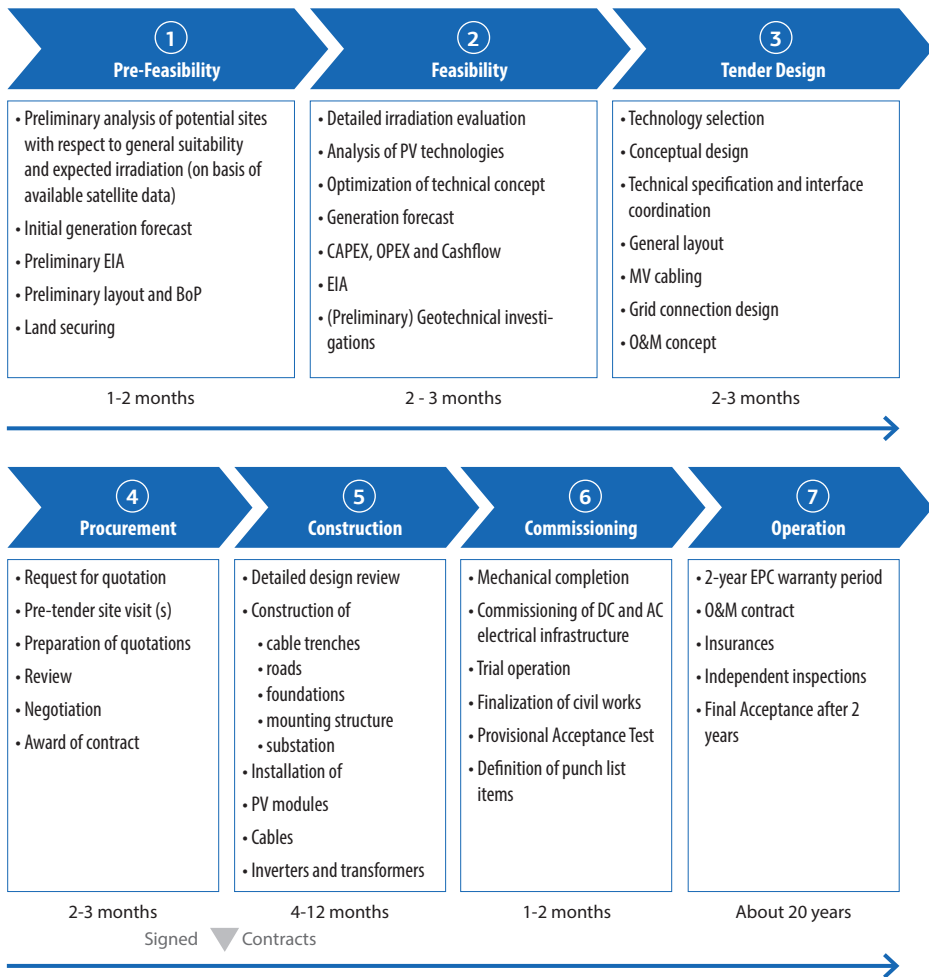 1
Pre-Feasibility
• Preliminary analysis of potential sites
with respect to general suitability
and expected irradiation (on basis of
available satellite data)
• Initial generation forecast
• Preliminary EIA
• Preliminary layout and BoP
• Land securing
1-2 months
2
Feasibility
• Detailed irradiation evaluation
• Analysis of PV technologies
• Optimization of technical concept
• Generation forecast
• CAPEX, OPEX and Cashflow
• EIA
• (Preliminary) Geotechnical investi-
gations
2 - 3 months
3
Tender Design
• Technology selection
• Conceptual design
• Technical specification and interface
coordination
• General layout
• MV cabling
• Grid connection design
• O&M concept
2-3 months
4
Procurement
• Request for quotation
• Pre-tender site visit (s)
• Preparation of quotations
• Review
• Negotiation
• Award of contract
2-3 months
5
Construction
• Detailed design review
• Construction of
• cable trenches
• roads
• foundations
• mounting structure
• substation
• Installation of
• PV modules
• Cables
• Inverters and transformers
4-12 months
Signed Contracts
6
Commissioning
• Mechanical completion
• Commissioning of DC and AC
electrical infrastructure
• Trial operation
• Finalization of civil works
• Provisional Acceptance Test
• Definition of punch list
items
1-2 months
7
Operation
• 2-year EPC warranty period
• O&M contract
• Insurances
• Independent inspections
• Final Acceptance after 2
years
About 20 years